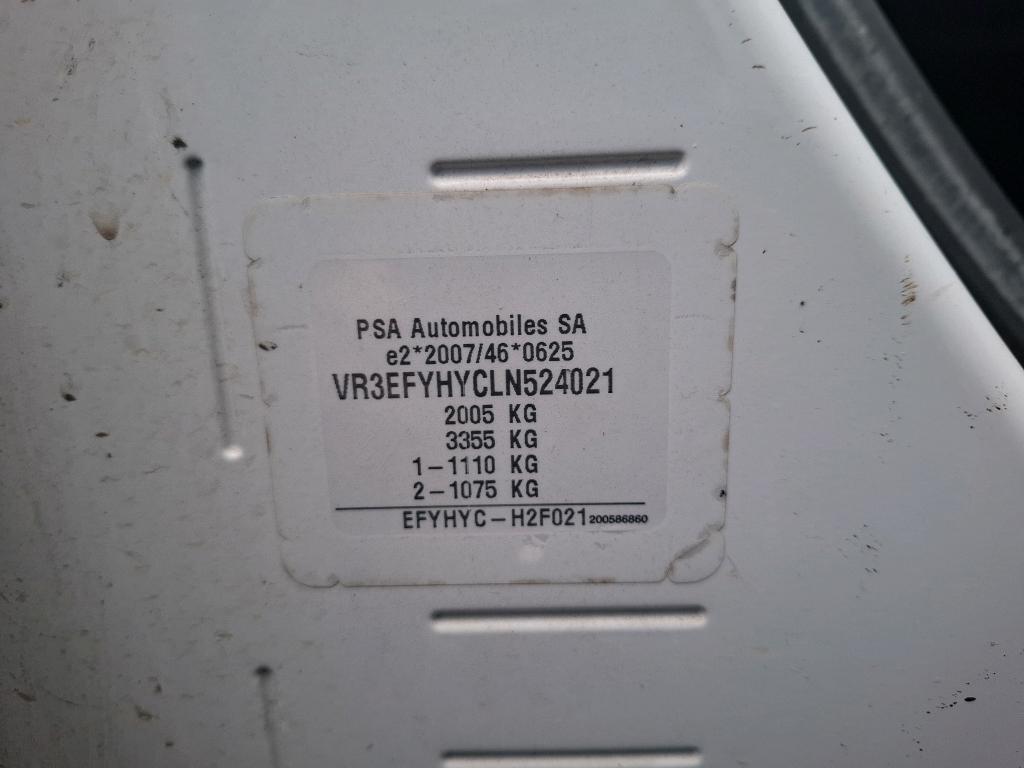 PSA Automobiles SA
e2*2007/46*0625
VR3EFYHYCLN524021
2005 KG
3355 KG
1-1110 KG
2-1075 KG
EFYHYC-H2F021 200586860